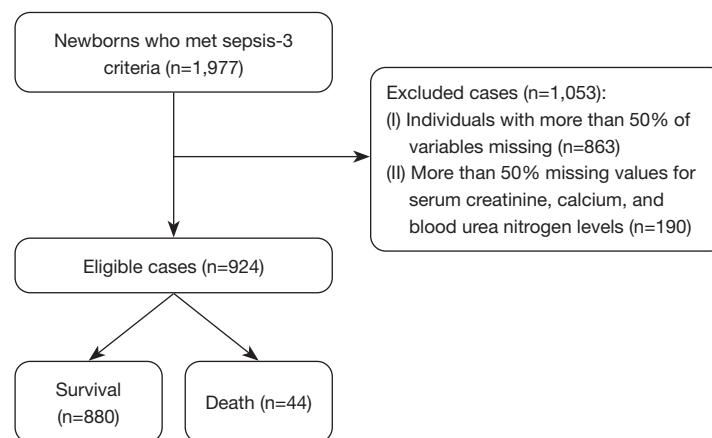 Newborns who met sepsis-3
criteria (n=1,977)
Excluded cases (n=1,053):
(I) Individuals with more than 50% of
variables missing (n=863)
(II) More than 50% missing values for
serum creatinine, calcium, and
blood urea nitrogen levels (n=190)
Eligible cases (n=924)
Survival
(n=880)
Death (n=44)